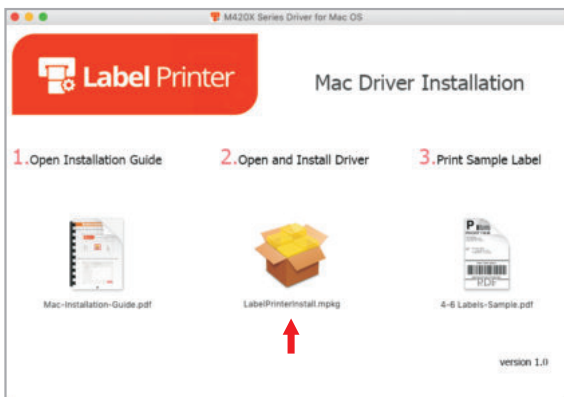 M420X Series Driver for Mac OS
Label Printer
Mac Driver Installation
1.Open Installation Guide
2.Open and Install Driver
3.Print Sample Label
P
PDF
Mac-Installation-Guide.pdf
LabelPrinterInstall.mpkg
4-6 Labels-Sample.pdf
version 1.0